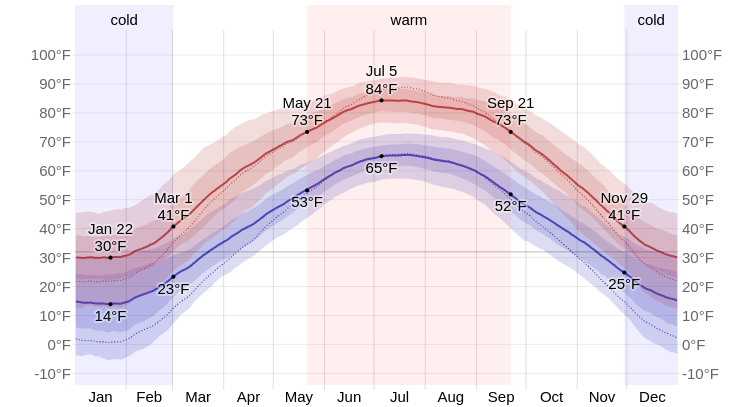 cold warm cold
100°F 100°F
90°F 90°F
80°F 80°F
70°F 70°F
60°F 60°F
50°F 50°F
40°F 40°F
30°F 30°F
20°F 20°F
10°F 10°F
0°F 0°F
-10°F -10°F
Jan 22
30°F
14°F
Mar 1
41°F
23°F
May 21
73°F
53°F
Jul 5
84°F
65°F
Sep 21
73°F
52°F
Nov 29
41°F
25°F
Jan Feb Mar Apr May Jun Jul Aug Sep Oct Nov Dec